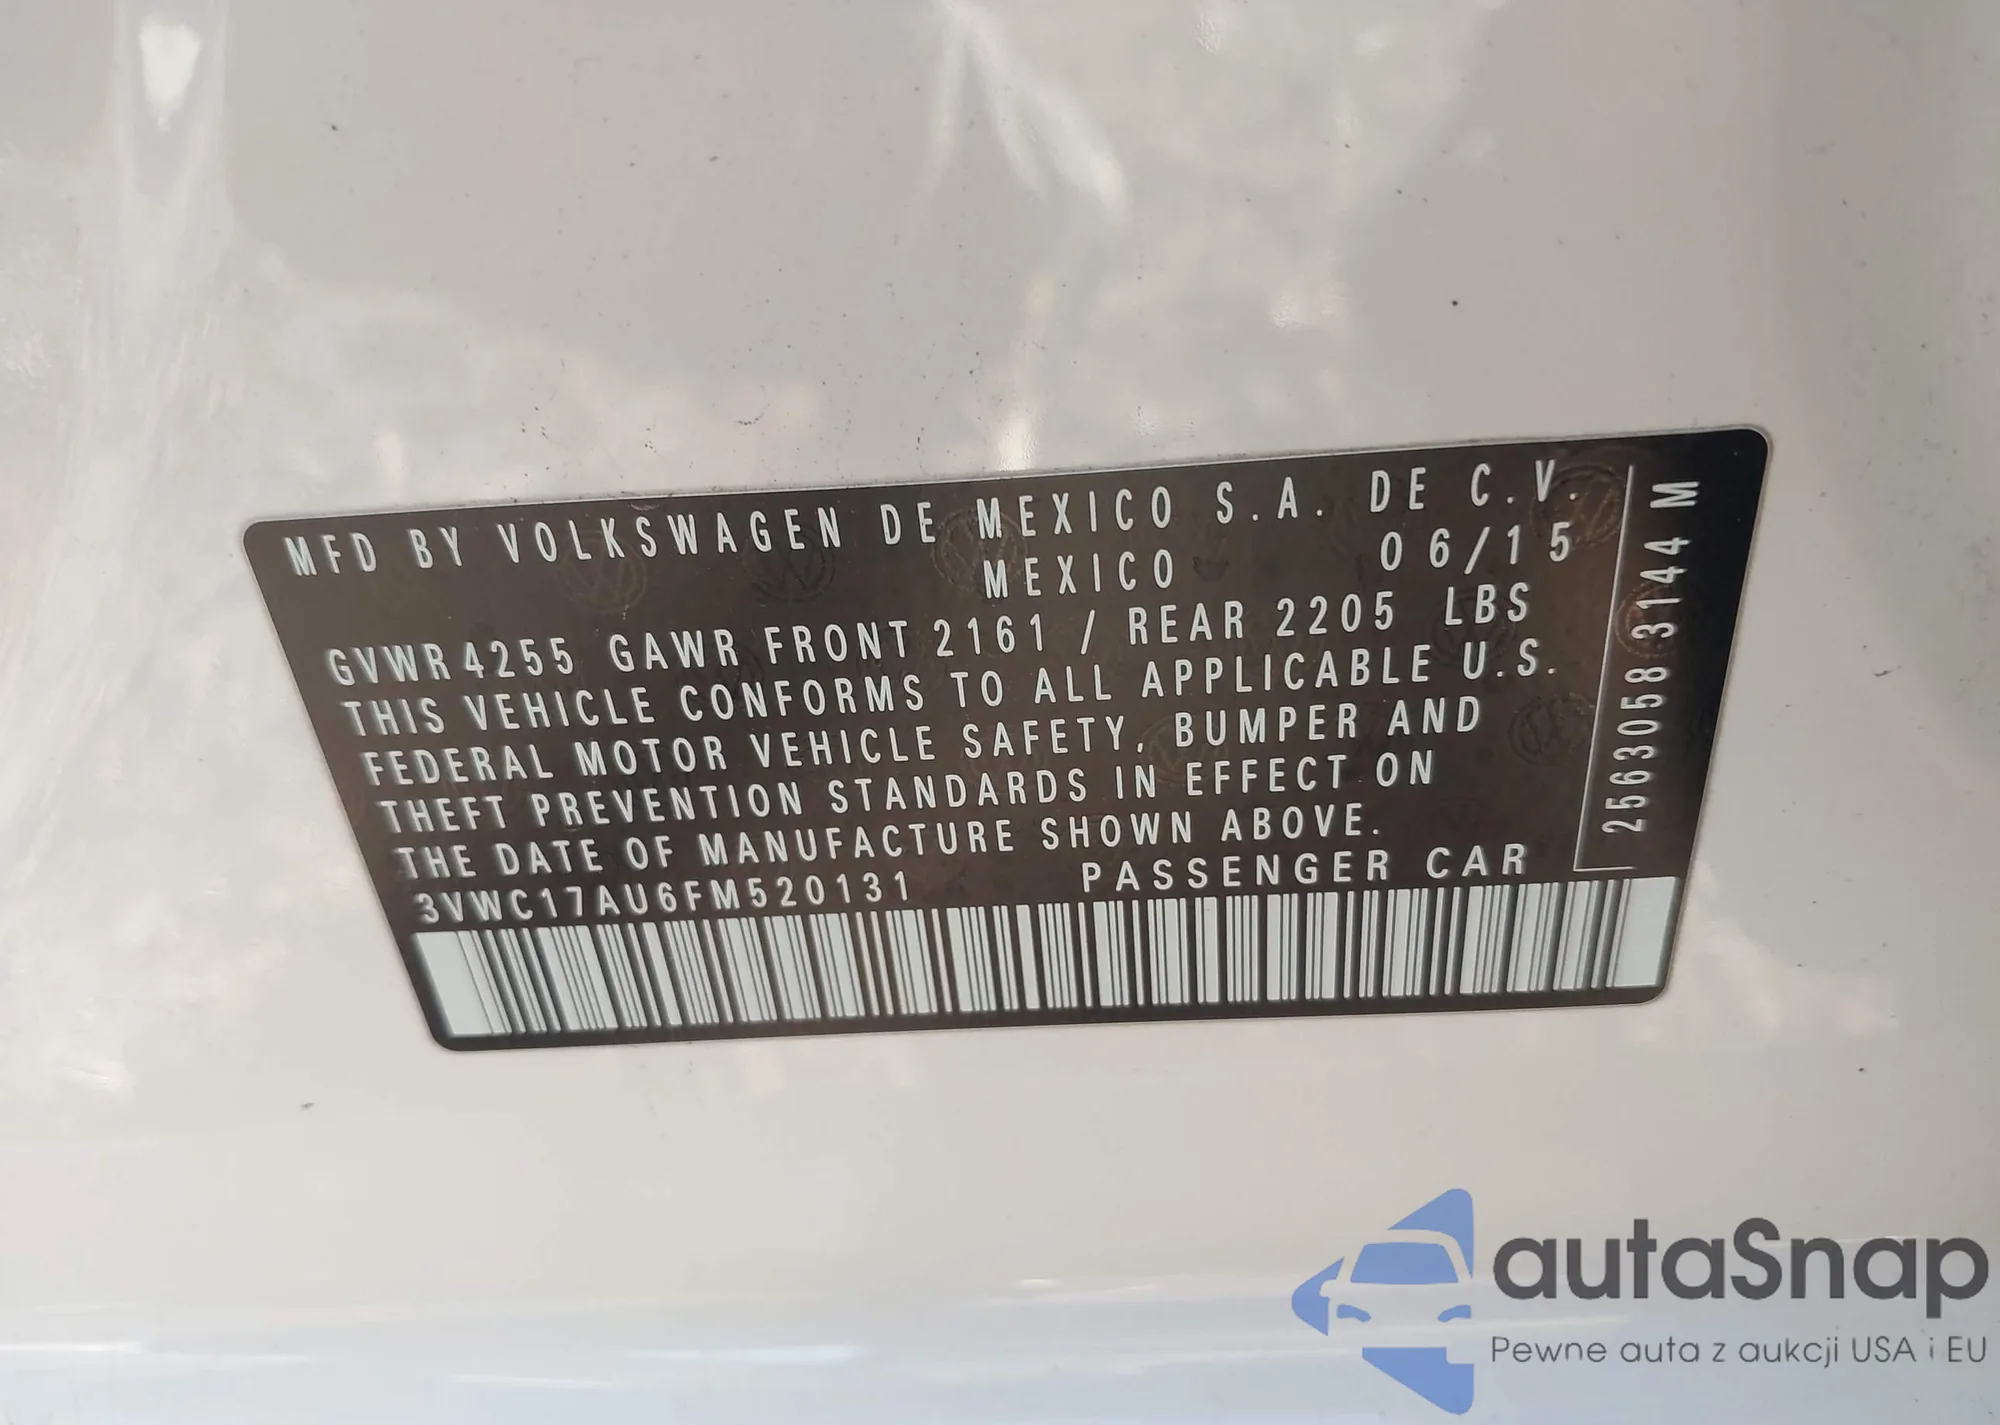 MFD BY VOLKSWAGEN DE MEXICO S.A. DE C.V.
MEXICO 06/15
GVWR 4255 GAWR FRONT 2161 / REAR 2205 LBS
THIS VEHICLE CONFORMS TO ALL APPLICABLE U.S.
FEDERAL MOTOR VEHICLE SAFETY, BUMPER AND
THEFT PREVENTION STANDARDS IN EFFECT ON
THE DATE OF MANUFACTURE SHOWN ABOVE.
3VWC17AU6FM520131 PASSENGER CAR
2563058 3144 M
autaSnap
Pewne auta z aukcji USA i EU